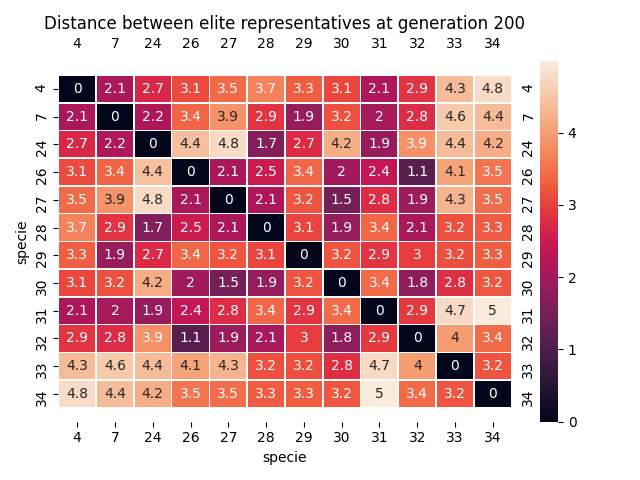 Distance between elite representatives at generation 200
4 7 24 26 27 28 29 30 31 32 33 34
4 0 2.1 2.7 3.1 3.5 3.7 3.3 3.1 2.1 2.9 4.3 4.8 4
7 2.1 0 2.2 3.4 3.9 2.9 1.9 3.2 2 2.8 4.6 4.4 7
24 2.7 2.2 0 4.4 4.8 1.7 2.7 4.2 1.9 3.9 4.4 4.2 24
26 3.1 3.4 4.4 0 2.1 2.5 3.4 2 2.4 1.1 4.1 3.5 26
27 3.5 3.9 4.8 2.1 0 2.1 3.2 1.5 2.8 1.9 4.3 3.5 27
28 3.7 2.9 1.7 2.5 2.1 0 3.1 1.9 3.4 2.1 3.2 3.3 28
29 3.3 1.9 2.7 3.4 3.2 3.1 0 3.2 2.9 3 3.2 3.3 29
30 3.1 3.2 4.2 2 1.5 1.9 3.2 0 3.4 1.8 2.8 3.2 30
31 2.1 2 1.9 2.4 2.8 3.4 2.9 3.4 0 2.9 4.7 5 31
32 2.9 2.8 3.9 1.1 1.9 2.1 3 1.8 2.9 0 4 3.4 32
33 4.3 4.6 4.4 4.1 4.3 3.2 3.2 2.8 4.7 4 0 3.2 33
34 4.8 4.4 4.2 3.5 3.5 3.3 3.3 3.2 5 3.4 3.2 0 34
4 7 24 26 27 28 29 30 31 32 33 34
specie
specie
4
3
2
1
0